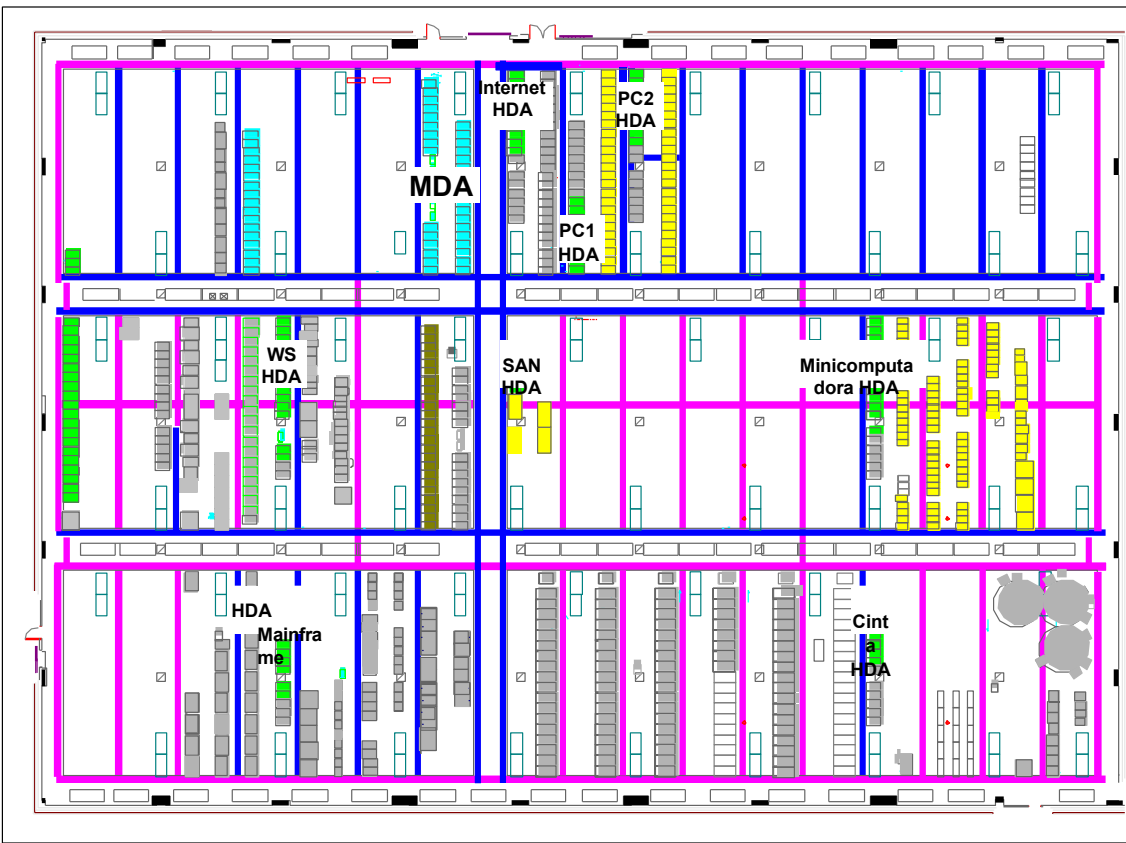 Internet
HDA
PC2
HDA
MDA
PC1
HDA
WS
HDA
SAN
HDA
Minicomputa
dora HDA
HDA
Mainfra
me
Cint
a
HDA